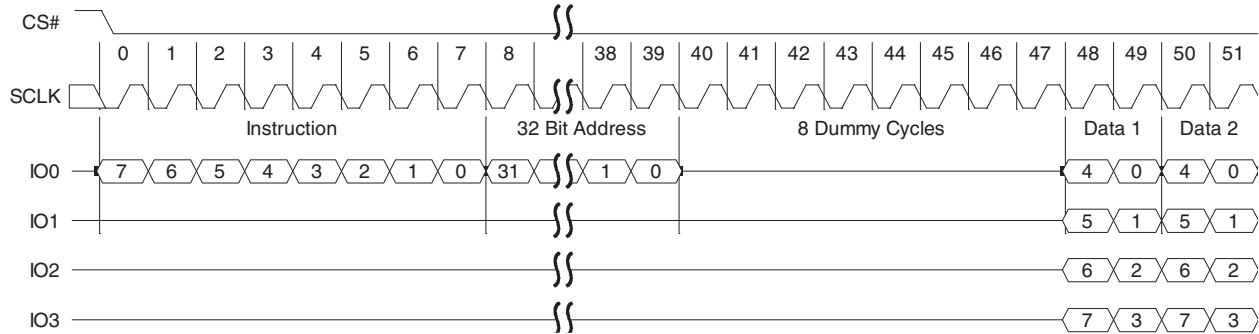 CS#
0 1 2 3 4 5 6 7 8 38 39 40 41 42 43 44 45 46 47 48 49 50 51
SCLK
Instruction 32 Bit Address 8 Dummy Cycles Data 1 Data 2
IO0 7 6 5 4 3 2 1 0 31 1 0 4 0 4 0
IO1 5 1 5 1
IO2 6 2 6 2
IO3 7 3 7 3